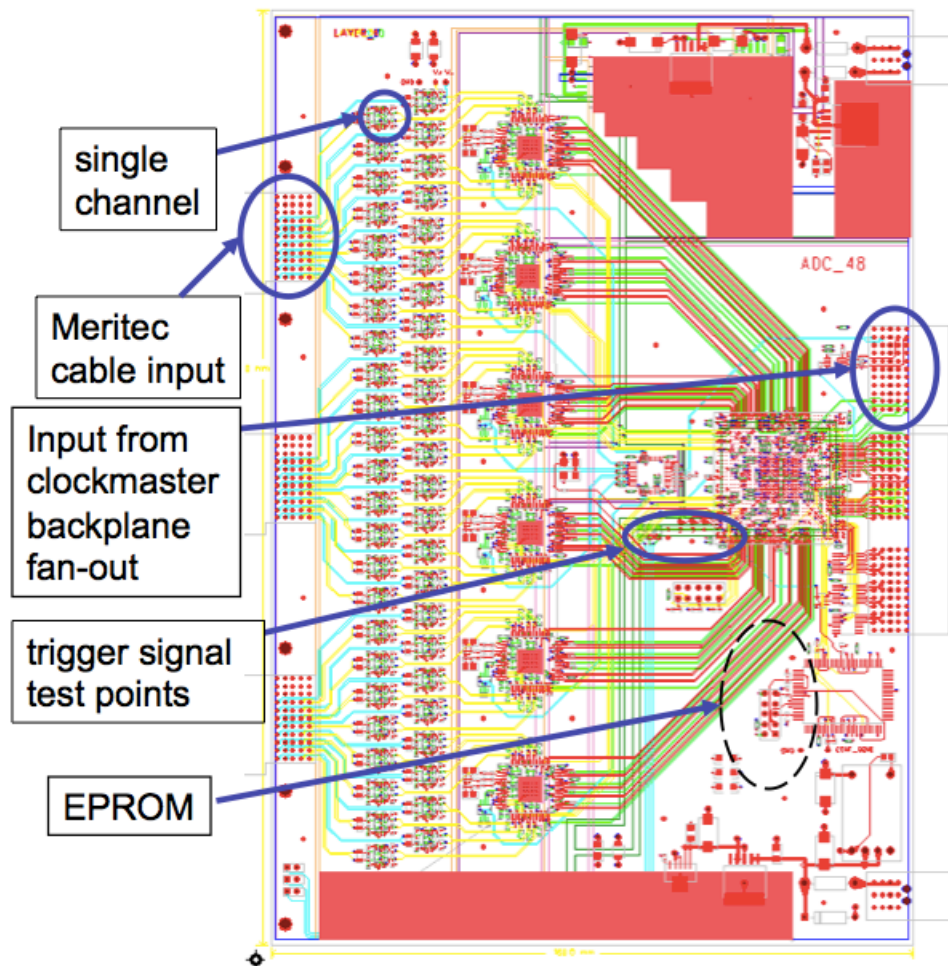 single
channel
Meritec
cable input
ADC_48
Input from
clockmaster
backplane
fan-out
trigger signal
test points
EPROM